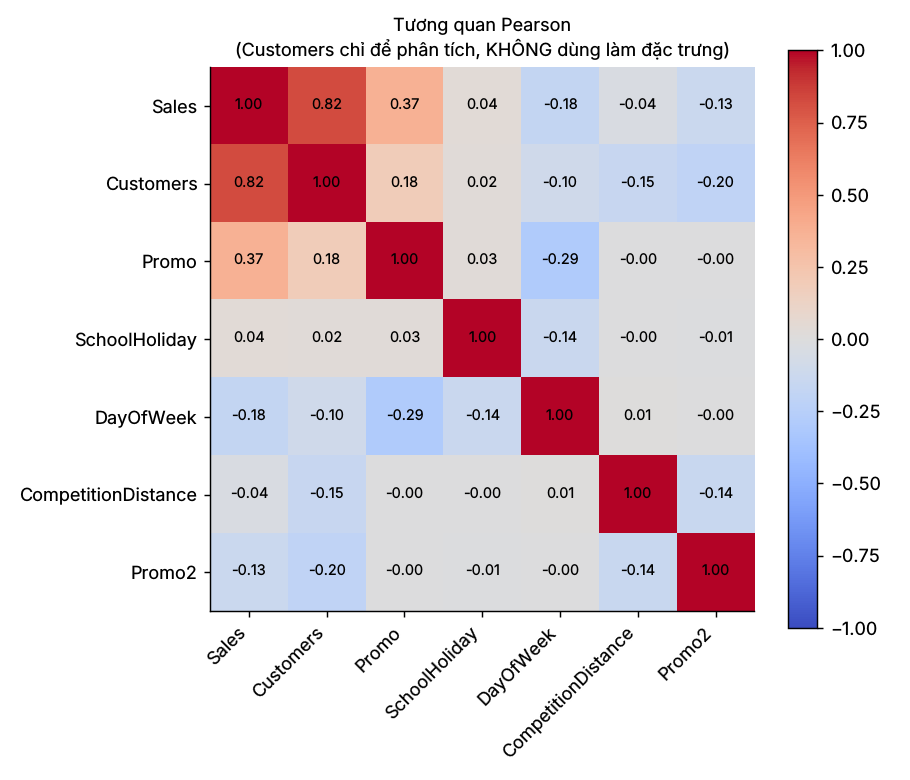 Tương quan Pearson
(Customers chỉ để phân tích, KHÔNG dùng làm đặc trưng)
Sales 1.00 0.82 0.37 0.04 -0.18 -0.04 -0.13
Customers 0.82 1.00 0.18 0.02 -0.10 -0.15 -0.20
Promo 0.37 0.18 1.00 0.03 -0.29 -0.00 -0.00
SchoolHoliday 0.04 0.02 0.03 1.00 -0.14 -0.00 -0.01
DayOfWeek -0.18 -0.10 -0.29 -0.14 1.00 0.01 -0.00
CompetitionDistance -0.04 -0.15 -0.00 -0.00 0.01 1.00 -0.14
Promo2 -0.13 -0.20 -0.00 -0.01 -0.00 -0.14 1.00
Sales
Customers
Promo
SchoolHoliday
DayOfWeek
CompetitionDistance
Promo2
1.00
0.75
0.50
0.25
0.00
−0.25
−0.50
−0.75
−1.00